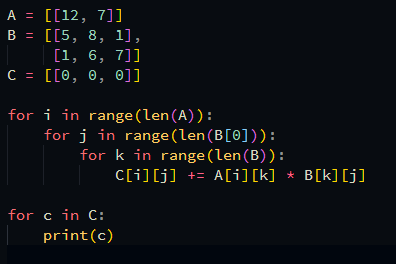 A = [[12, 7]]
B = [[5, 8, 1],
     [1, 6, 7]]
C = [[0, 0, 0]]

for i in range(len(A)):
    for j in range(len(B[0])):
        for k in range(len(B)):
            C[i][j] += A[i][k] * B[k][j]

for c in C:
    print(c)